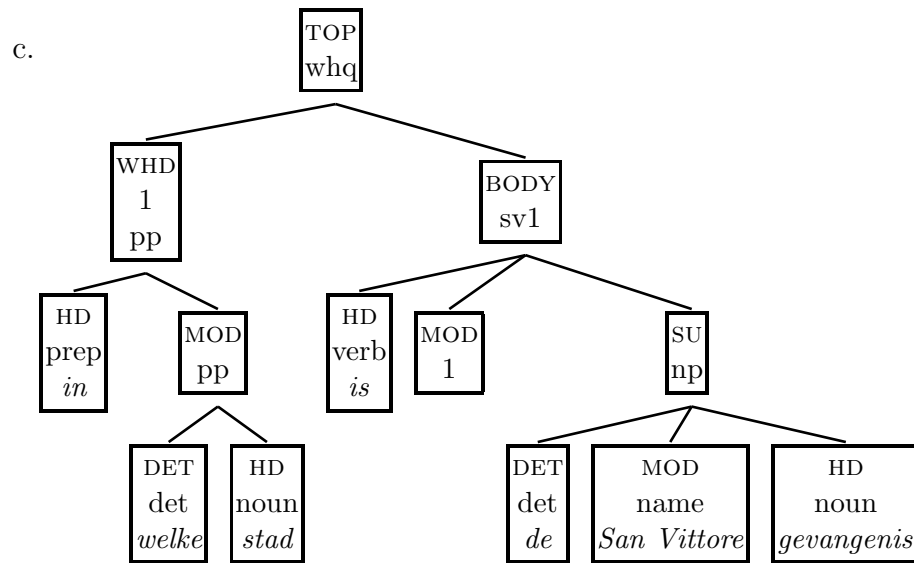 c.
TOP
whq
WHD
1
pp
BODY
sv1
HD
prep
in
MOD
pp
HD
verb
is
MOD
1
SU
np
DET
det
welke
HD
noun
stad
DET
det
de
MOD
name
San Vittore
HD
noun
gevangenis